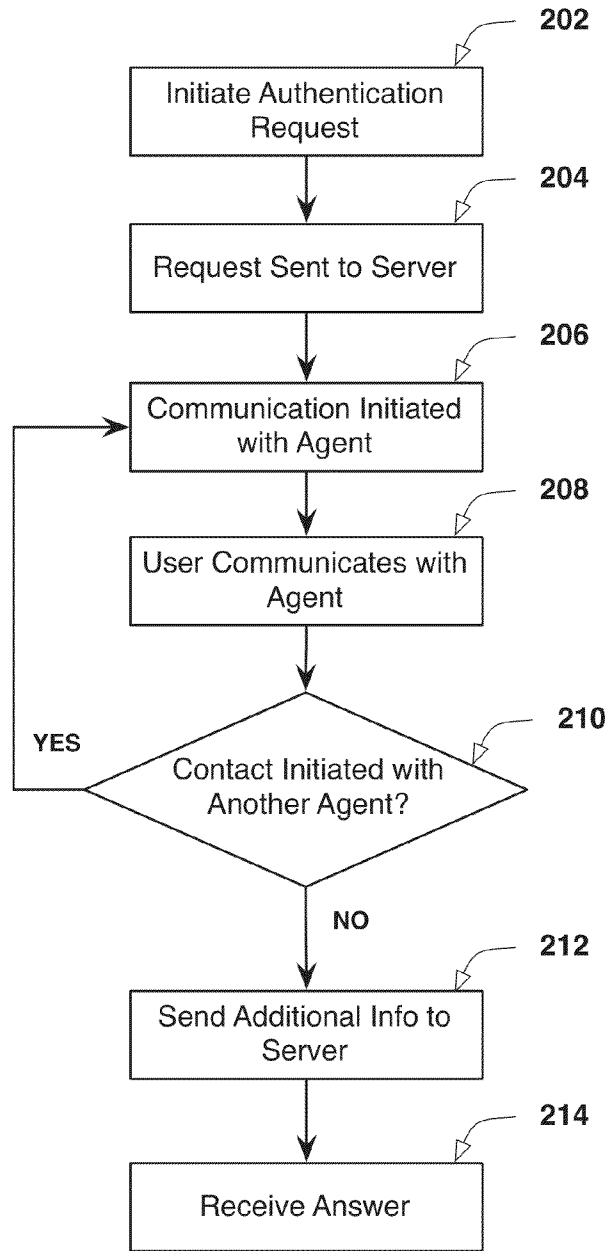 202
Initiate Authentication
Request
204
Request Sent to Server
206
Communication Initiated
with Agent
208
User Communicates with
Agent
210
YES
Contact Initiated with
Another Agent?
NO
212
Send Additional Info to
Server
214
Receive Answer